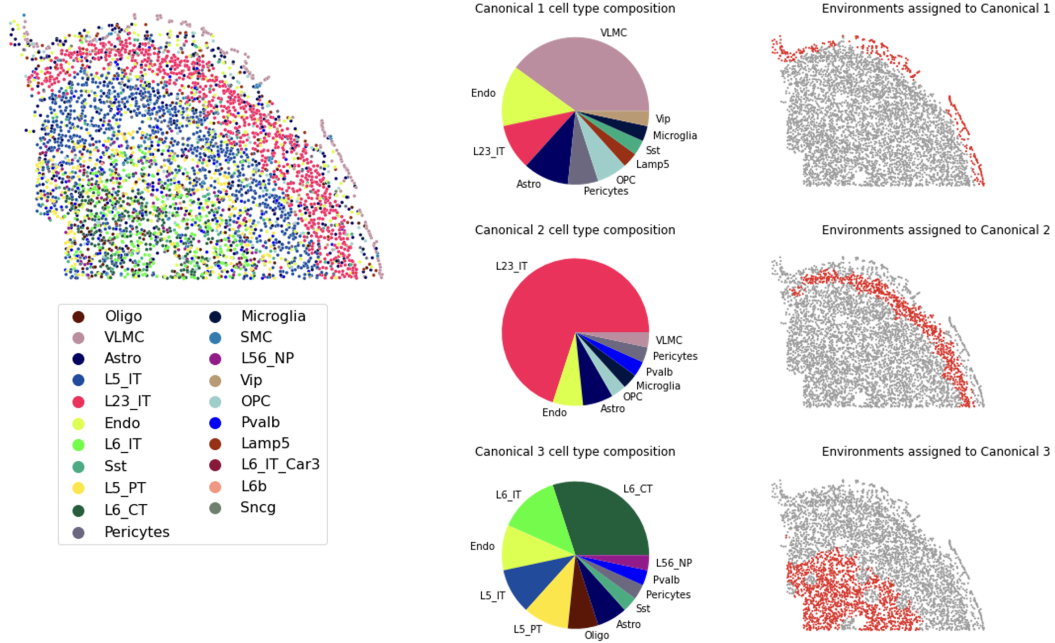 Canonical 1 cell type composition
VLMC
Endo
L23_IT
Astro
Pericytes
OPC
Lamp5
Sst
Microglia
Vip
Environments assigned to Canonical 1
Canonical 2 cell type composition
L23_IT
VLMC
Pericytes
Pvalb
Microglia
OPC
Astro
Endo
Environments assigned to Canonical 2
Oligo
VLMC
Astro
L5_IT
L23_IT
Endo
L6_IT
Sst
L5_PT
L6_CT
Pericytes
Microglia
SMC
L56_NP
Vip
OPC
Pvalb
Lamp5
L6_IT_Car3
L6b
Sncg
Canonical 3 cell type composition
L6_CT
L6_IT
Endo
L5_IT
L5_PT
Oligo
Astro
Sst
Pericytes
Pvalb
L56_NP
Environments assigned to Canonical 3